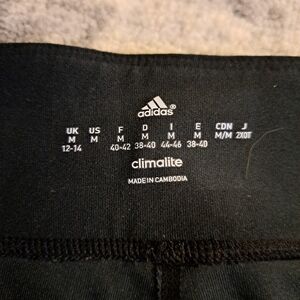 adidas®
UK US F D I E CDN J
M M M M M M M/M 2XOT
12-14 40-42 38-40 44-46 38-40
climalite
MADE IN CAMBODIA